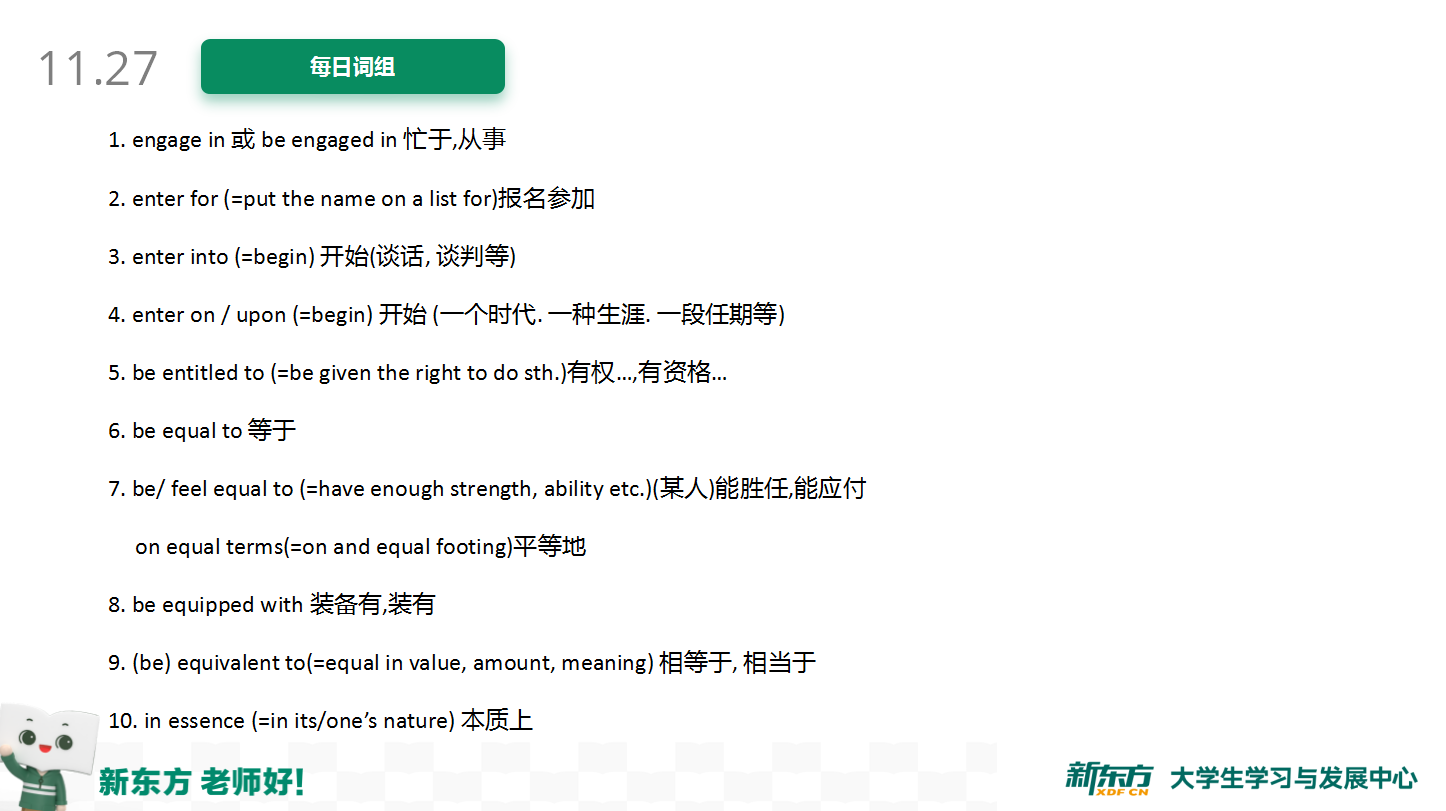 11.27
每日词组
1. engage in 或 be engaged in 忙于,从事
2. enter for (=put the name on a list for)报名参加
3. enter into (=begin) 开始(谈话, 谈判等)
4. enter on / upon (=begin) 开始 (一个时代. 一种生涯. 一段任期等)
5. be entitled to (=be given the right to do sth.)有权…,有资格…
6. be equal to 等于
7. be/ feel equal to (=have enough strength, ability etc.)(某人)能胜任,能应付
on equal terms(=on and equal footing)平等地
8. be equipped with 装备有,装有
9. (be) equivalent to(=equal in value, amount, meaning) 相等于, 相当于
10. in essence (=in its/one’s nature) 本质上
新东方 老师好!
新东方 XDF.CN 大学生学习与发展中心